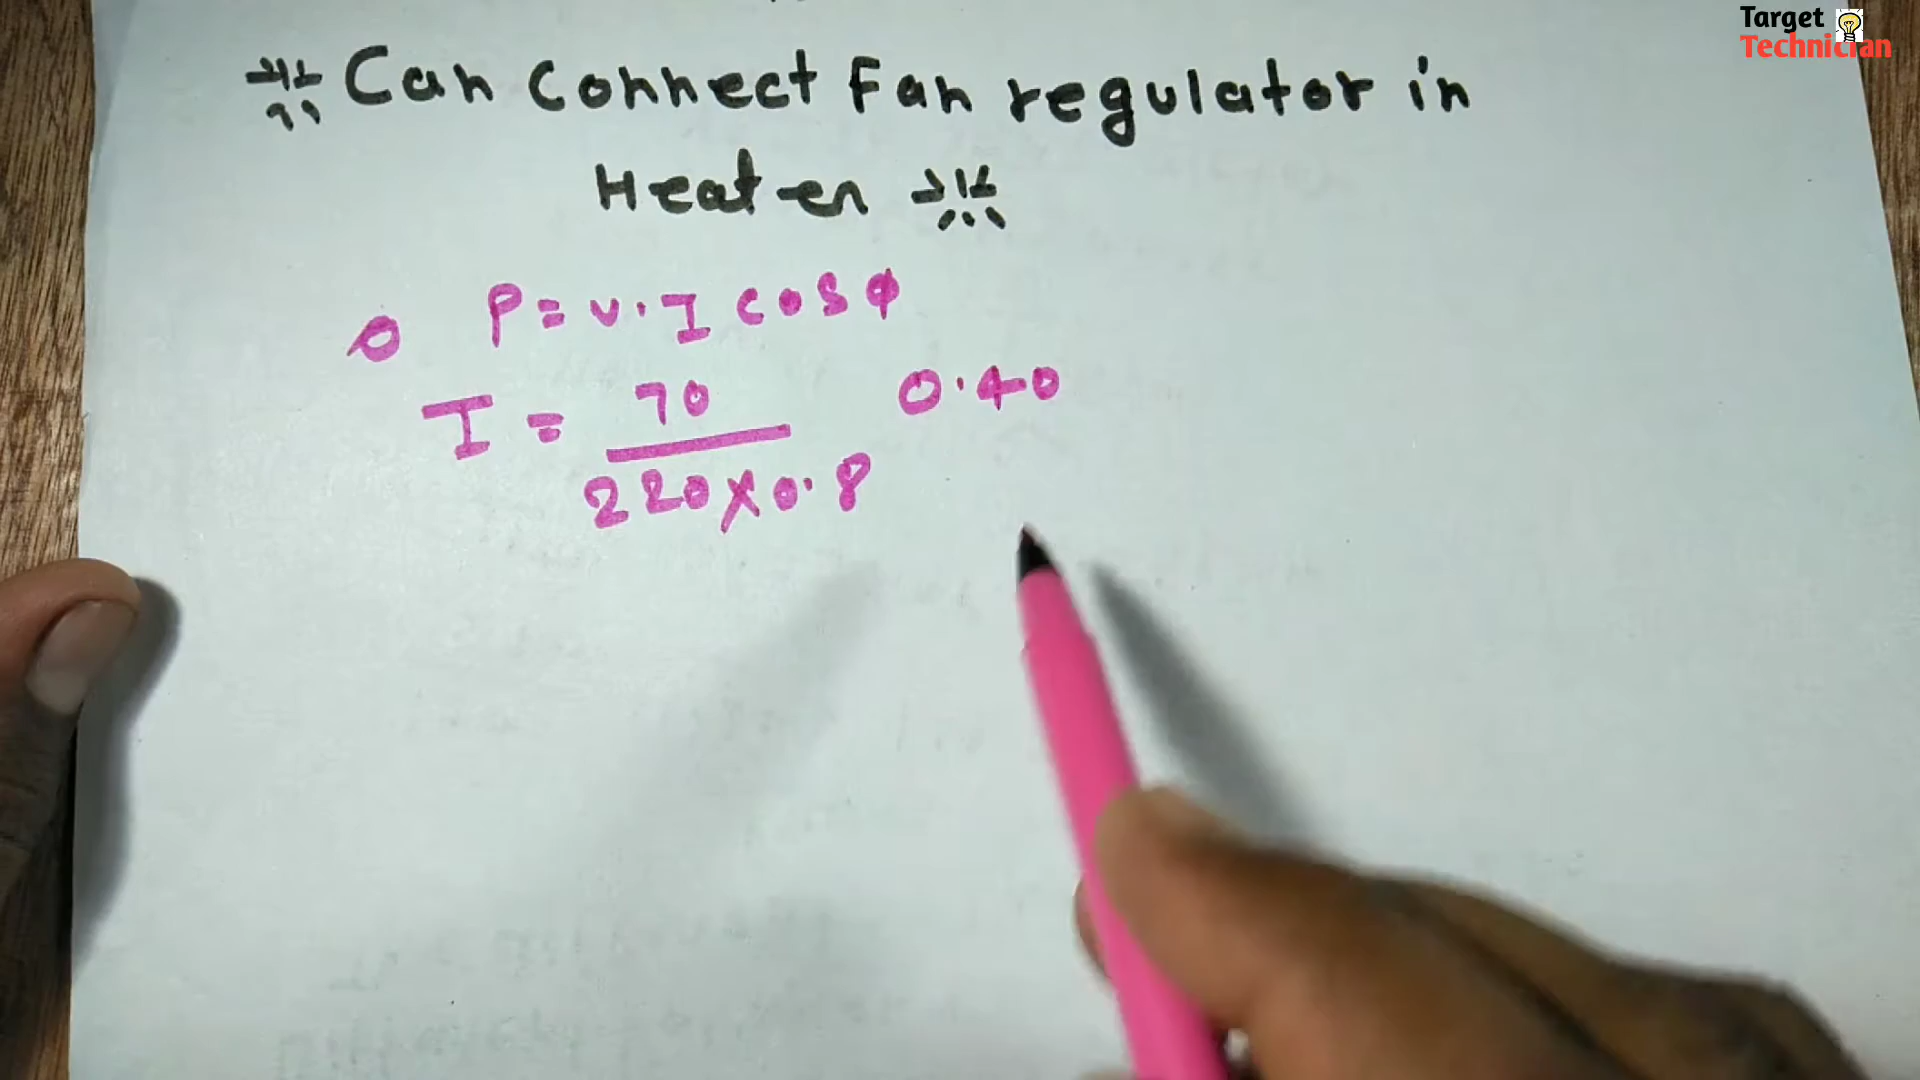 Target
Technician
Can Connect Fan regulator in
Heater
P = V.I cos φ
I = 70 / 220 x 0.8 0.40